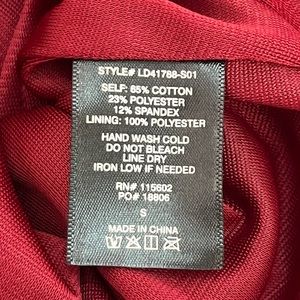 STYLE# LD41788-S01
SELF: 65% COTTON
23% POLYESTER
12% SPANDEX
LINING: 100% POLYESTER
HAND WASH COLD
DO NOT BLEACH
LINE DRY
IRON LOW IF NEEDED
RN# 115602
PO# 18806
S
MADE IN CHINA